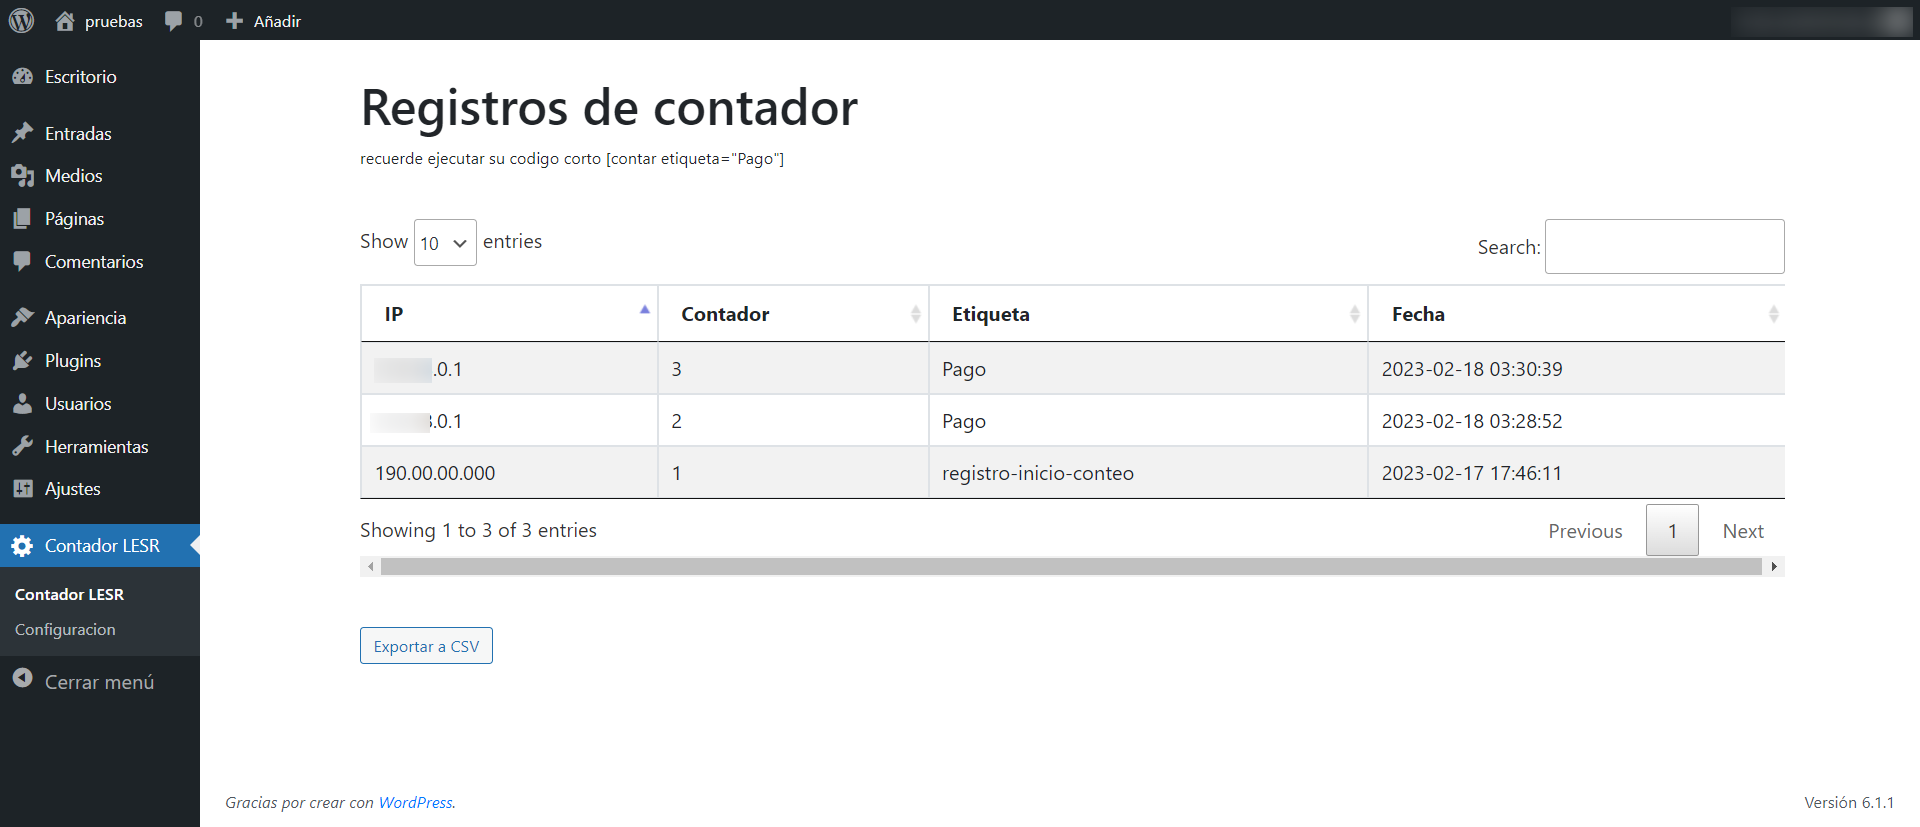 pruebas 0 Añadir
Escritorio
Entradas
Medios
Páginas
Comentarios
Apariencia
Plugins
Usuarios
Herramientas
Ajustes
Contador LESR
Contador LESR
Configuracion
Cerrar menú
Registros de contador
recuerde ejecutar su codigo corto [contar etiqueta="Pago"]
Show 10 entries
Search:
IP Contador Etiqueta Fecha
.0.1 3 Pago 2023-02-18 03:30:39
.0.1 2 Pago 2023-02-18 03:28:52
190.00.00.000 1 registro-inicio-conteo 2023-02-17 17:46:11
Showing 1 to 3 of 3 entries
Previous 1 Next
Exportar a CSV
Gracias por crear con WordPress.
Versión 6.1.1